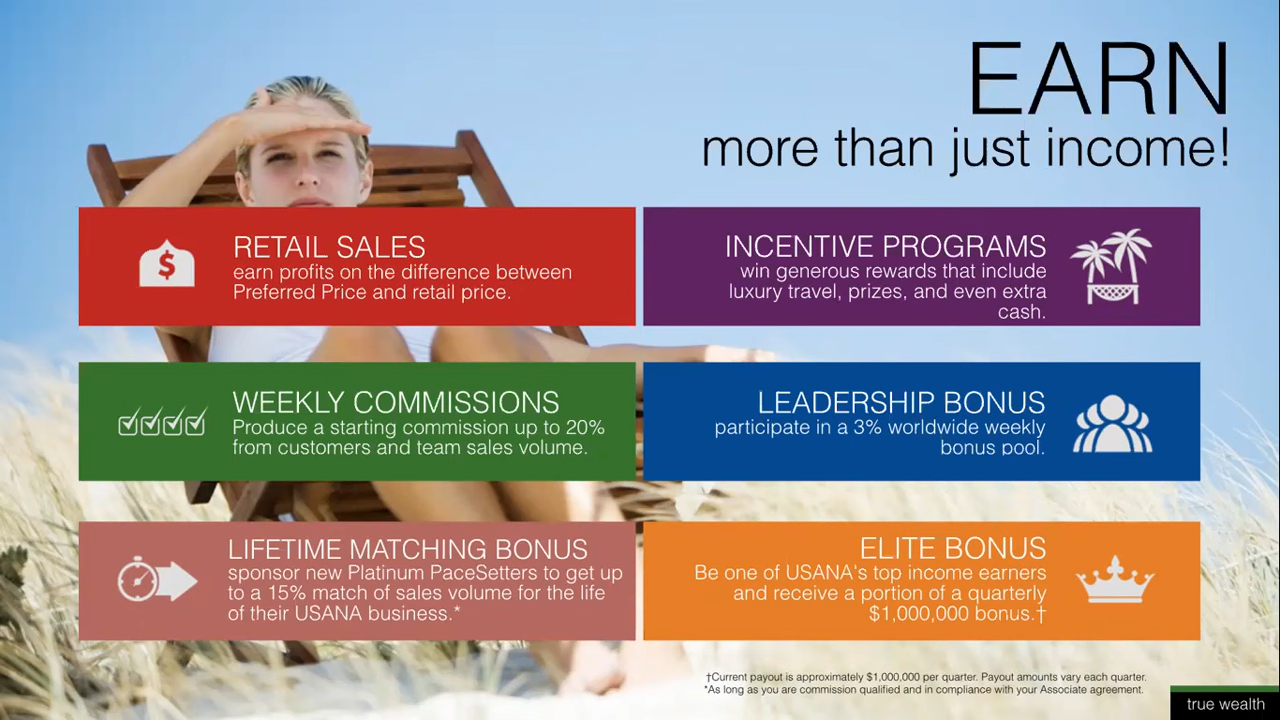 EARN
more than just income!
RETAIL SALES
earn profits on the difference between
Preferred Price and retail price.
INCENTIVE PROGRAMS
win generous rewards that include
luxury travel, prizes, and even extra
cash.
WEEKLY COMMISSIONS
Produce a starting commission up to 20%
from customers and team sales volume.
LEADERSHIP BONUS
participate in a 3% worldwide weekly
bonus pool.
LIFETIME MATCHING BONUS
sponsor new Platinum PaceSetters to get up
to a 15% match of sales volume for the life
of their USANA business.*
ELITE BONUS
Be one of USANA's top income earners
and receive a portion of a quarterly
$1,000,000 bonus.†
†Current payout is approximately $1,000,000 per quarter. Payout amounts vary each quarter.
*As long as you are commission qualified and in compliance with your Associate agreement.
true wealth